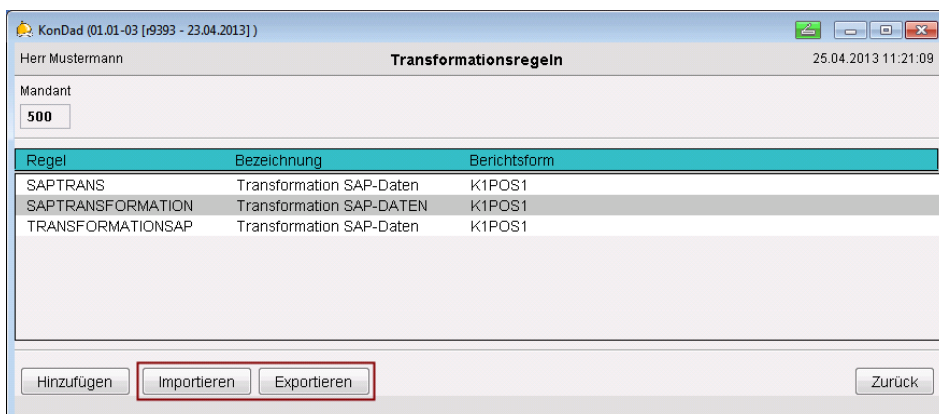 KonDad (01.01-03 [r9393 - 23.04.2013] )
Herr Mustermann Transformationsregeln 25.04.2013 11:21:09
Mandant
500
Regel Bezeichnung Berichtsform
SAPTRANS Transformation SAP-Daten K1POS1
SAPTRANSFORMATION Transformation SAP-DATEN K1POS1
TRANSFORMATIONSAP Transformation SAP-Daten K1POS1
Hinzufügen Importieren Exportieren Zurück